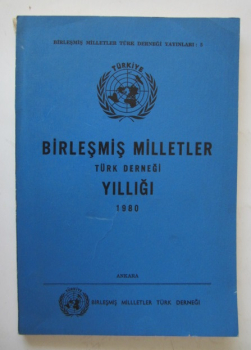 BİRLEŞMİŞ MİLLETLER TÜRK DERNEĞİ YAYINLARI : 5
TÜRKİYE
BİRLEŞMİŞ MİLLETLER
TÜRK DERNEĞİ
YILLIĞI
1980
ANKARA
BİRLEŞMİŞ MİLLETLER TÜRK DERNEĞİ